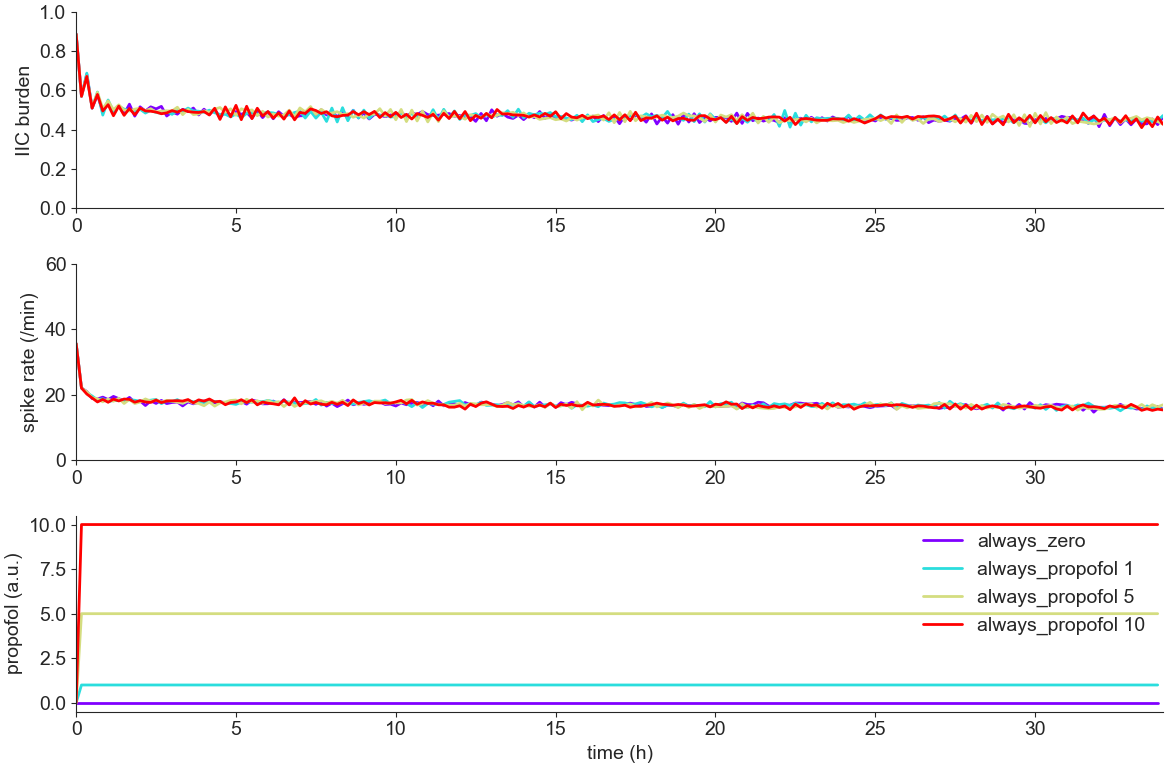 1.0
0.8
0.6
0.4
0.2
0.0
IIC burden
0 5 10 15 20 25 30
60
40
20
0
spike rate (/min)
0 5 10 15 20 25 30
10.0
7.5
5.0
2.5
0.0
propofol (a.u.)
always_zero
always_propofol 1
always_propofol 5
always_propofol 10
0 5 10 15 20 25 30
time (h)